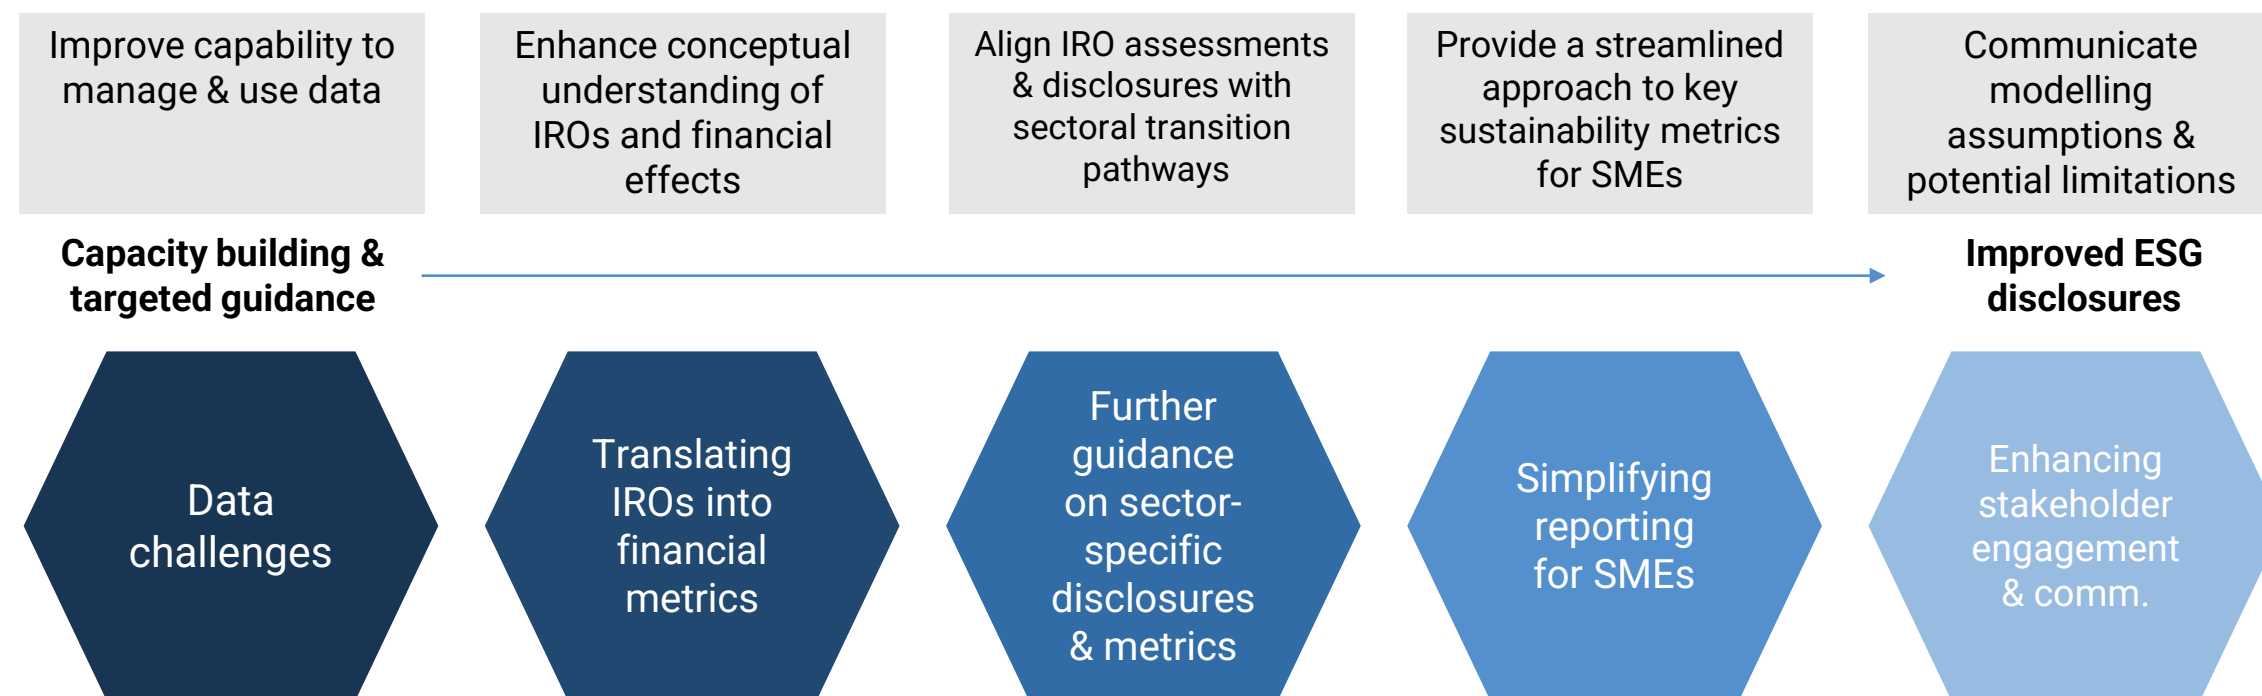 Improve capability to
manage & use data
Enhance conceptual
understanding of
IROs and financial
effects
Align IRO assessments
& disclosures with
sectoral transition
pathways
Provide a streamlined
approach to key
sustainability metrics
for SMEs
Communicate
modelling
assumptions &
potential limitations
Capacity building &
targeted guidance
Improved ESG
disclosures
Data
challenges
Translating
IROs into
financial
metrics
Further
guidance
on sector-
specific
disclosures
& metrics
Simplifying
reporting
for SMEs
Enhancing
stakeholder
engagement
& comm.